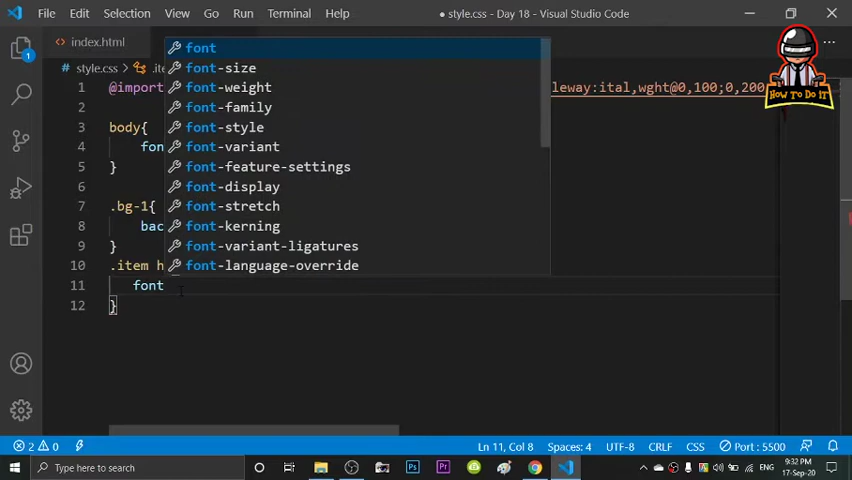 File Edit Selection View Go Run Terminal Help
● style.css - Day 18 - Visual Studio Code
index.html
# style.css > .ite
1 @import leway:ital,wght@0,100;0,200
2
3 body{
4 fon
5 }
6
7 .bg-1{
8 bac
9 }
10 .item h
11 font
12 }
font
font-size
font-weight
font-family
font-style
font-variant
font-feature-settings
font-display
font-stretch
font-kerning
font-variant-ligatures
font-language-override
HOW TO DO IT
1
2 0
Ln 11, Col 8
Spaces: 4
UTF-8
CRLF
CSS
Port : 5500
Type here to search
Ps
Pr
ENG
9:32 PM
17-Sep-20